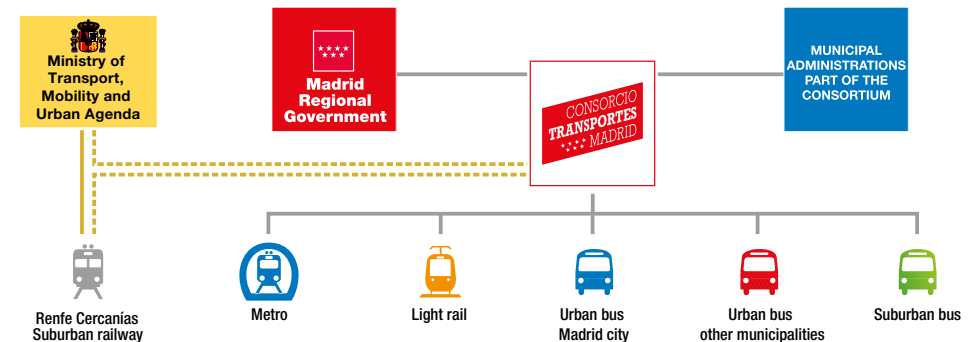 Ministry of
Transport,
Mobility and
Urban Agenda
Madrid
Regional
Government
CONSORCIO
TRANSPORTES
MADRID
MUNICIPAL
ADMINISTRATIONS
PART OF THE
CONSORTIUM
Renfe Cercanías
Suburban railway
Metro
Light rail
Urban bus
Madrid city
Urban bus
other municipalities
Suburban bus